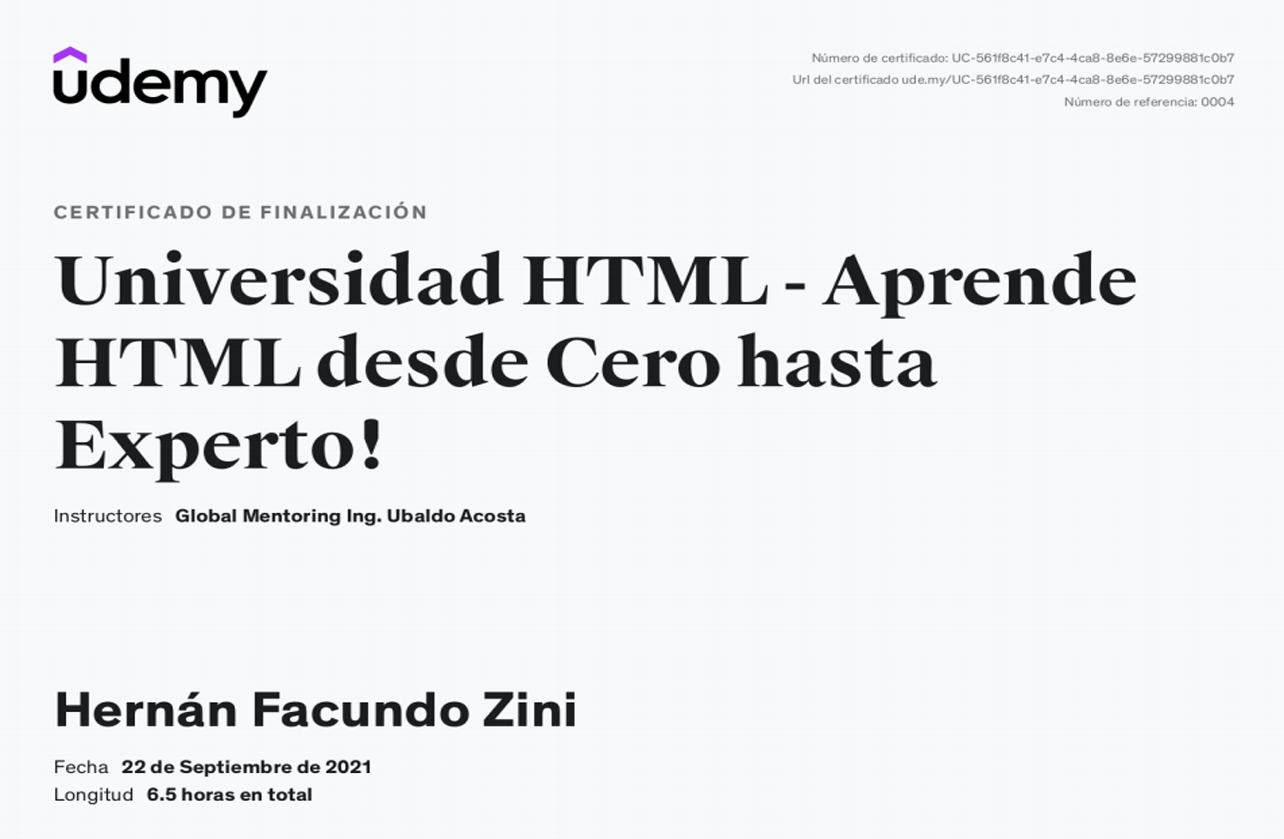 udemy
Número de certificado: UC-561f8c41-e7c4-4ca8-8e6e-57299881c0b7
Url del certificado ude.my/UC-561f8c41-e7c4-4ca8-8e6e-57299881c0b7
Número de referencia: 0004
CERTIFICADO DE FINALIZACIÓN
Universidad HTML - Aprende
HTML desde Cero hasta
Experto!
Instructores Global Mentoring Ing. Ubaldo Acosta
Hernán Facundo Zini
Fecha 22 de Septiembre de 2021
Longitud 6.5 horas en total